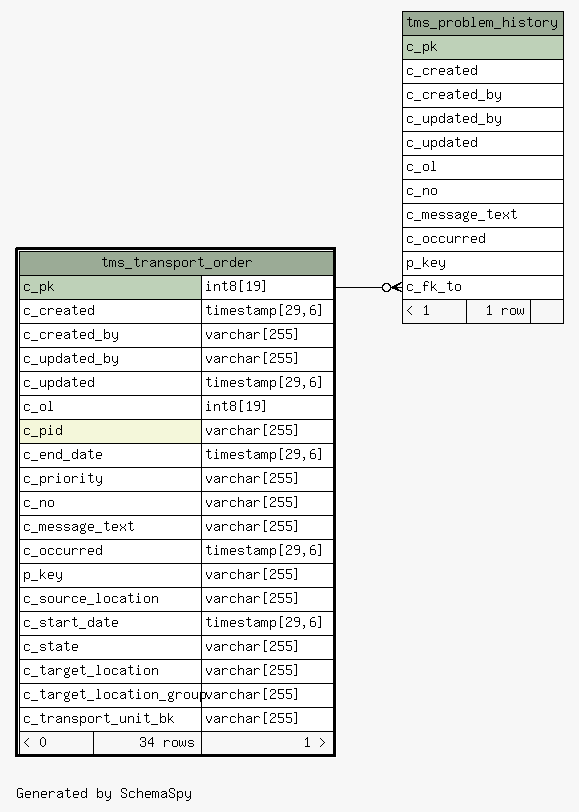 tms_problem_history
c_pk
c_created
c_created_by
c_updated_by
c_updated
c_ol
c_no
c_message_text
c_occurred
p_key
c_fk_to
< 1 1 row
tms_transport_order
c_pk int8[19]
c_created timestamp[29,6]
c_created_by varchar[255]
c_updated_by varchar[255]
c_updated timestamp[29,6]
c_ol int8[19]
c_pid varchar[255]
c_end_date timestamp[29,6]
c_priority varchar[255]
c_no varchar[255]
c_message_text varchar[255]
c_occurred timestamp[29,6]
p_key varchar[255]
c_source_location varchar[255]
c_start_date timestamp[29,6]
c_state varchar[255]
c_target_location varchar[255]
c_target_location_group varchar[255]
c_transport_unit_bk varchar[255]
< 0 34 rows 1 >
Generated by SchemaSpy